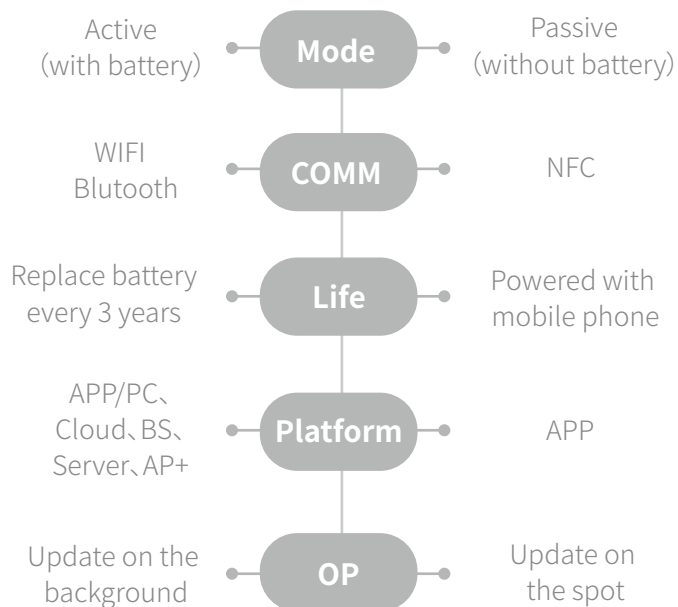 Active
(with battery)
Mode
Passive
(without battery)
WIFI
Blutooth
COMM
NFC
Replace battery
every 3 years
Life
Powered with
mobile phone
APP/PC、
Cloud、BS、
Server、AP+
Platform
APP
Update on the
background
OP
Update on
the spot